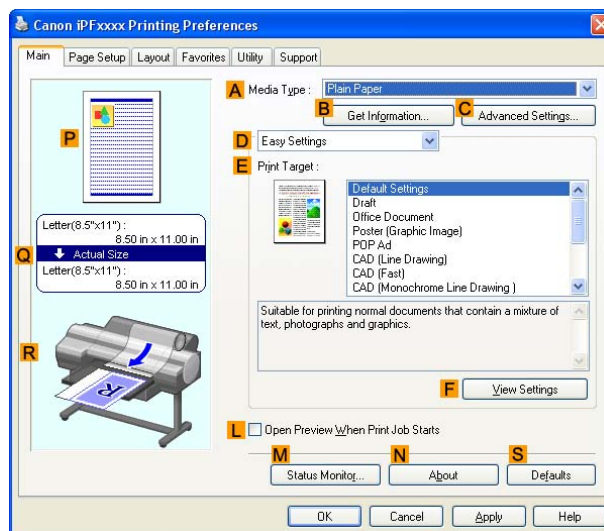 Canon iPFxxxx Printing Preferences
Main Page Setup Layout Favorites Utility Support
A Media Type : Plain Paper
B C
Get Information... Advanced Settings...
D Easy Settings
E Print Target :
P
Default Settings
Draft
Office Document
Poster (Graphic Image)
POP Ad
CAD (Line Drawing)
CAD (Fast)
CAD (Monochrome Line Drawing )
Letter(8.5"x11") :
8.50 in x 11.00 in
Q Actual Size
Letter(8.5"x11") :
8.50 in x 11.00 in
Suitable for printing normal documents that contain a mixture of
text, photographs and graphics.
R
R
F View Settings
L Open Preview When Print Job Starts
M N S
Status Monitor... About Defaults
OK Cancel Apply Help